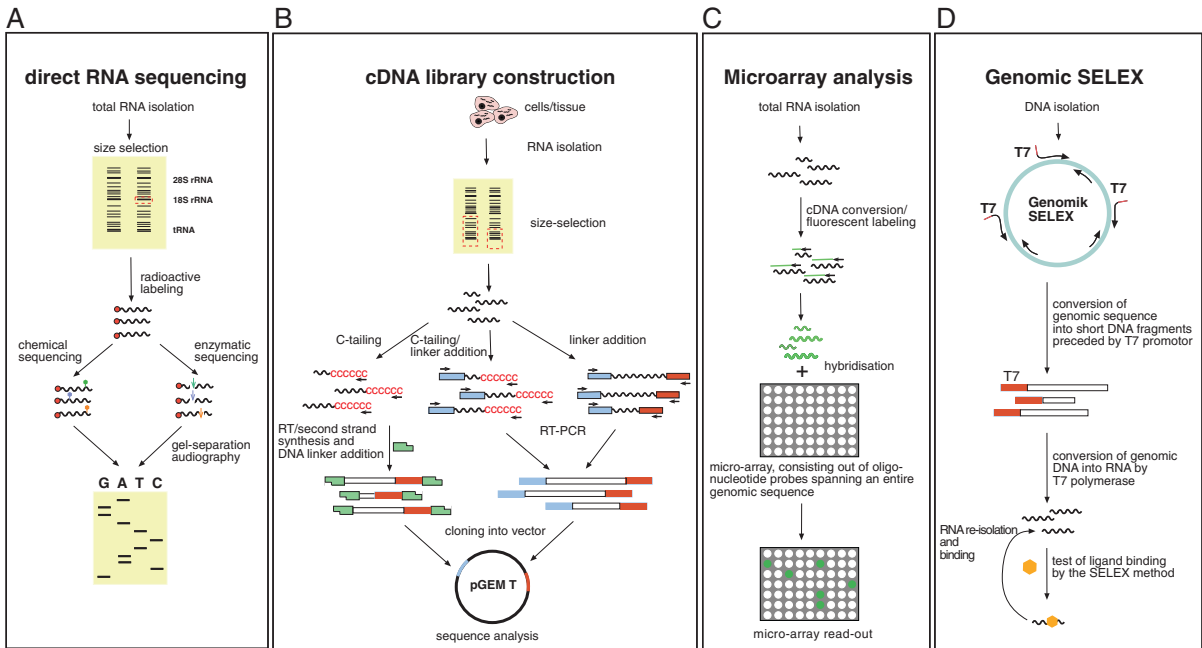 A
direct RNA sequencing
total RNA isolation
size selection
28S rRNA
18S rRNA
tRNA
radioactive
labeling
chemical
sequencing
enzymatic
sequencing
gel-separation
audiography
G A T C
B
cDNA library construction
cells/tissue
RNA isolation
size-selection
C-tailing
C-tailing/
linker addition
linker addition
CCCCCC
CCCCCC
CCCCCC
CCCCCC
CCCCCC
CCCCCC
RT/second strand
synthesis and
DNA linker addition
RT-PCR
cloning into vector
pGEM T
sequence analysis
C
Microarray analysis
total RNA isolation
cDNA conversion/
fluorescent labeling
hybridisation
+
micro-array, consisting out of oligo-
nucleotide probes spanning an entire
genomic sequence
micro-array read-out
D
Genomic SELEX
DNA isolation
T7
T7
T7
Genomik
SELEX
conversion of
genomic sequence
into short DNA fragments
preceded by T7 promotor
T7
conversion of genomic
DNA into RNA by
T7 polymerase
RNA re-isolation
and
binding
test of ligand binding
by the SELEX method